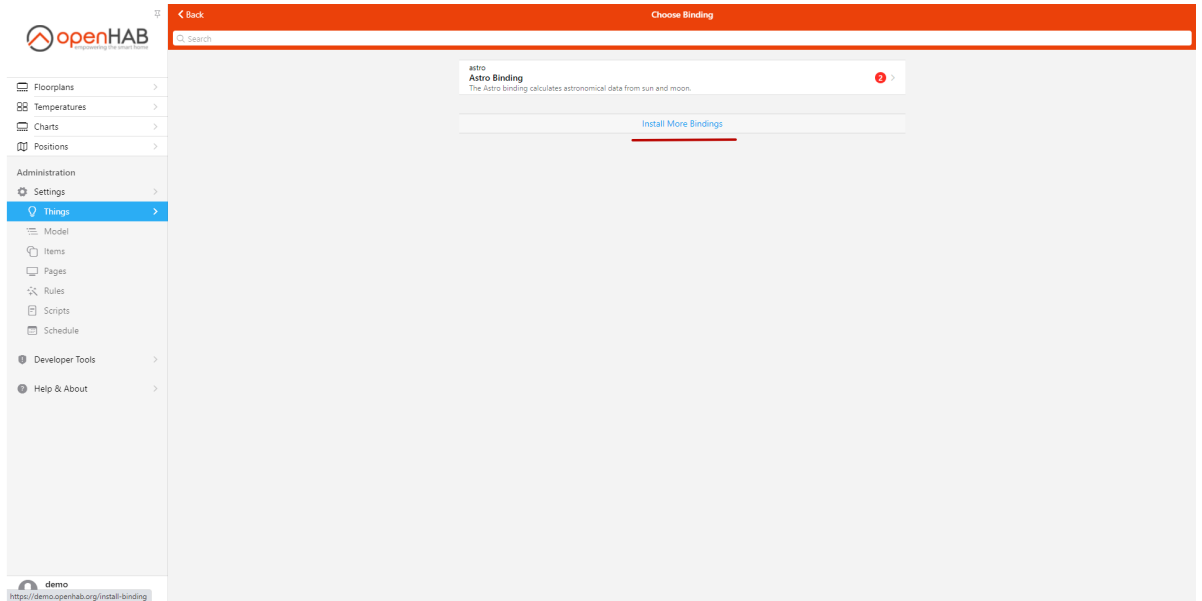 openHAB
empowering the smart home
Floorplans
Temperatures
Charts
Positions
Administration
Settings
Things
Model
Items
Pages
Rules
Scripts
Schedule
Developer Tools
Help & About
demo
https://demo.openhab.org/install-binding
Back
Choose Binding
Search
astro
Astro Binding
2
The Astro binding calculates astronomical data from sun and moon.
Install More Bindings